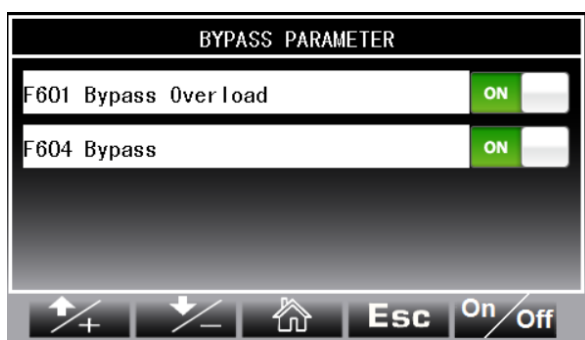 BYPASS PARAMETER
F601 Bypass Overload ON
F604 Bypass ON
+ - Esc On/Off